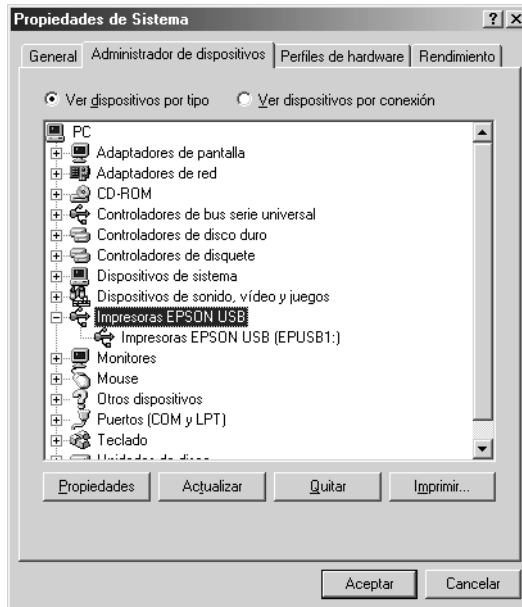 Propiedades de Sistema
General Administrador de dispositivos Perfiles de hardware Rendimiento
Ver dispositivos por tipo Ver dispositivos por conexión
PC
Adaptadores de pantalla
Adaptadores de red
CD-ROM
Controladores de bus serie universal
Controladores de disco duro
Controladores de disquete
Dispositivos de sistema
Dispositivos de sonido, vídeo y juegos
Impresoras EPSON USB
Impresoras EPSON USB (EPUSB1:)
Monitores
Mouse
Otros dispositivos
Puertos (COM y LPT)
Teclado
Unidades de disco
Propiedades Actualizar Quitar Imprimir...
Aceptar Cancelar